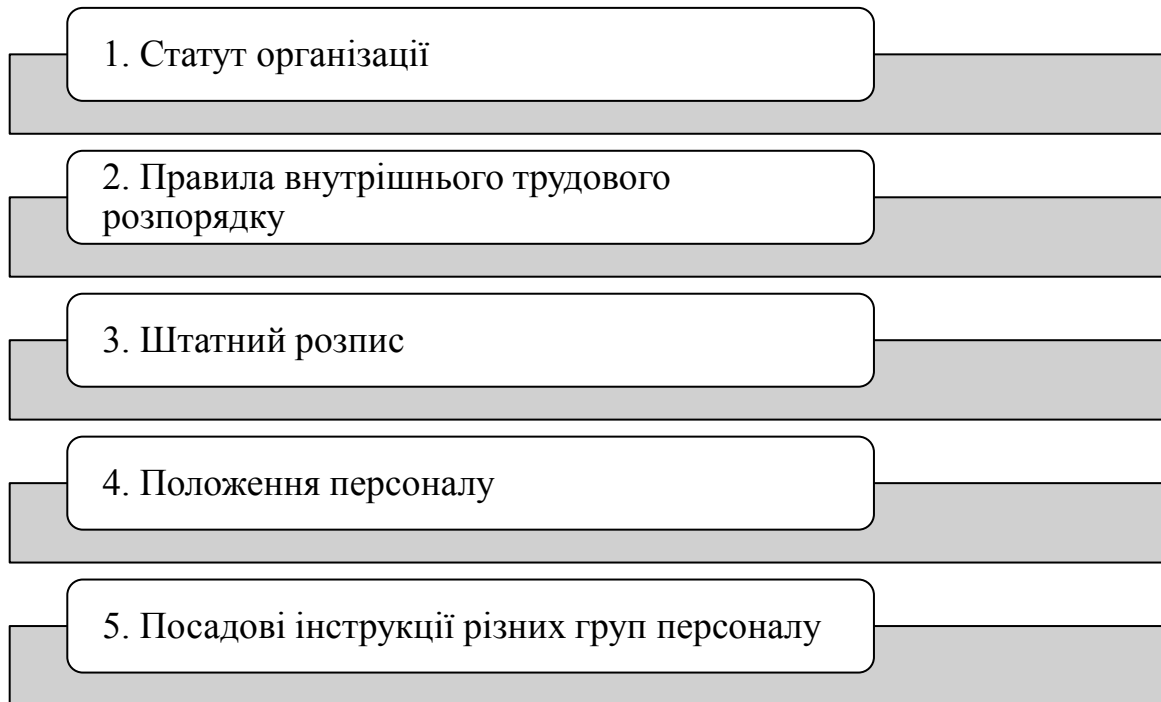 1. Статут організації
2. Правила внутрішнього трудового
розпорядку
3. Штатний розпис
4. Положення персоналу
5. Посадові інструкції різних груп персоналу